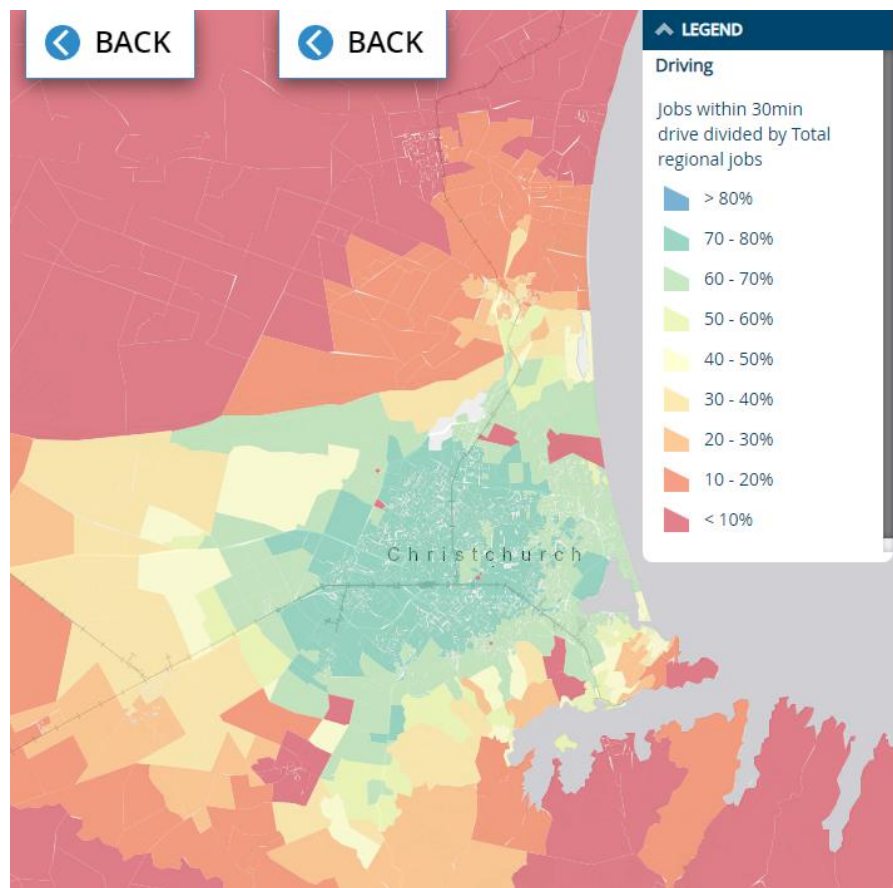 BACK
BACK
LEGEND
Driving
Jobs within 30min
drive divided by Total
regional jobs
> 80%
70 - 80%
60 - 70%
50 - 60%
40 - 50%
30 - 40%
20 - 30%
10 - 20%
< 10%
Christchurch